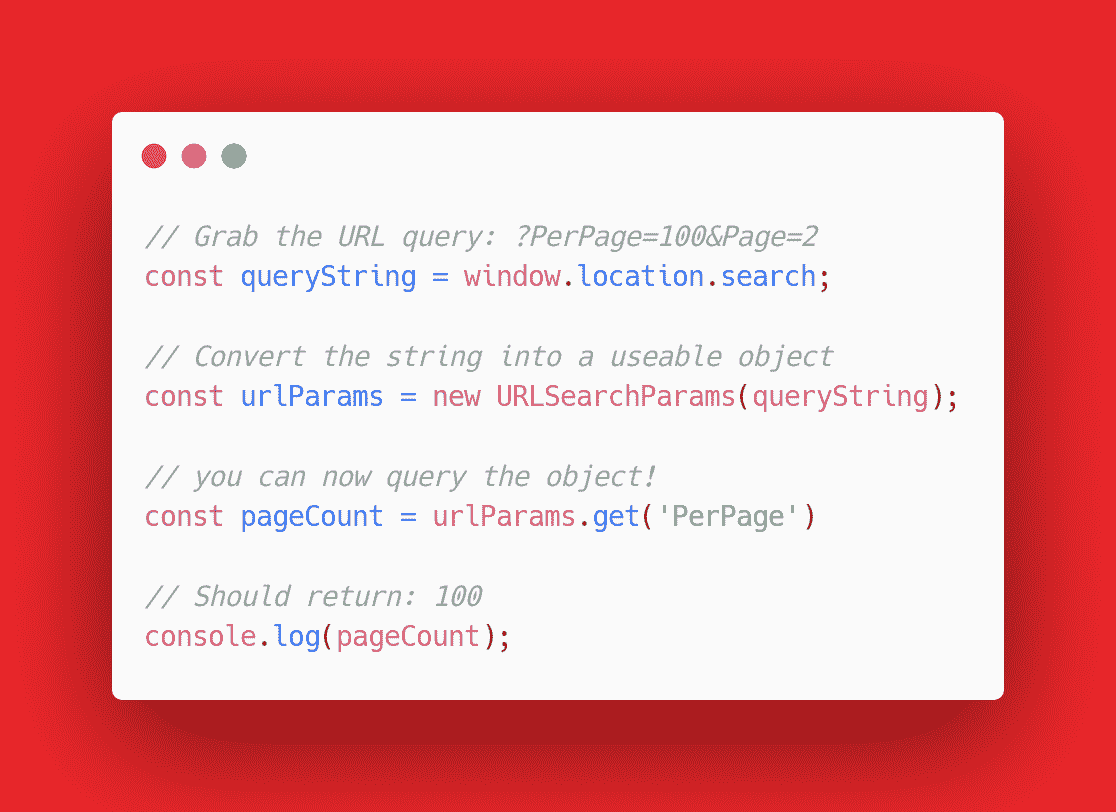 // Grab the URL query: ?PerPage=100&Page=2
const queryString = window.location.search;
// Convert the string into a useable object
const urlParams = new URLSearchParams(queryString);
// you can now query the object!
const pageCount = urlParams.get('PerPage')
// Should return: 100
console.log(pageCount);